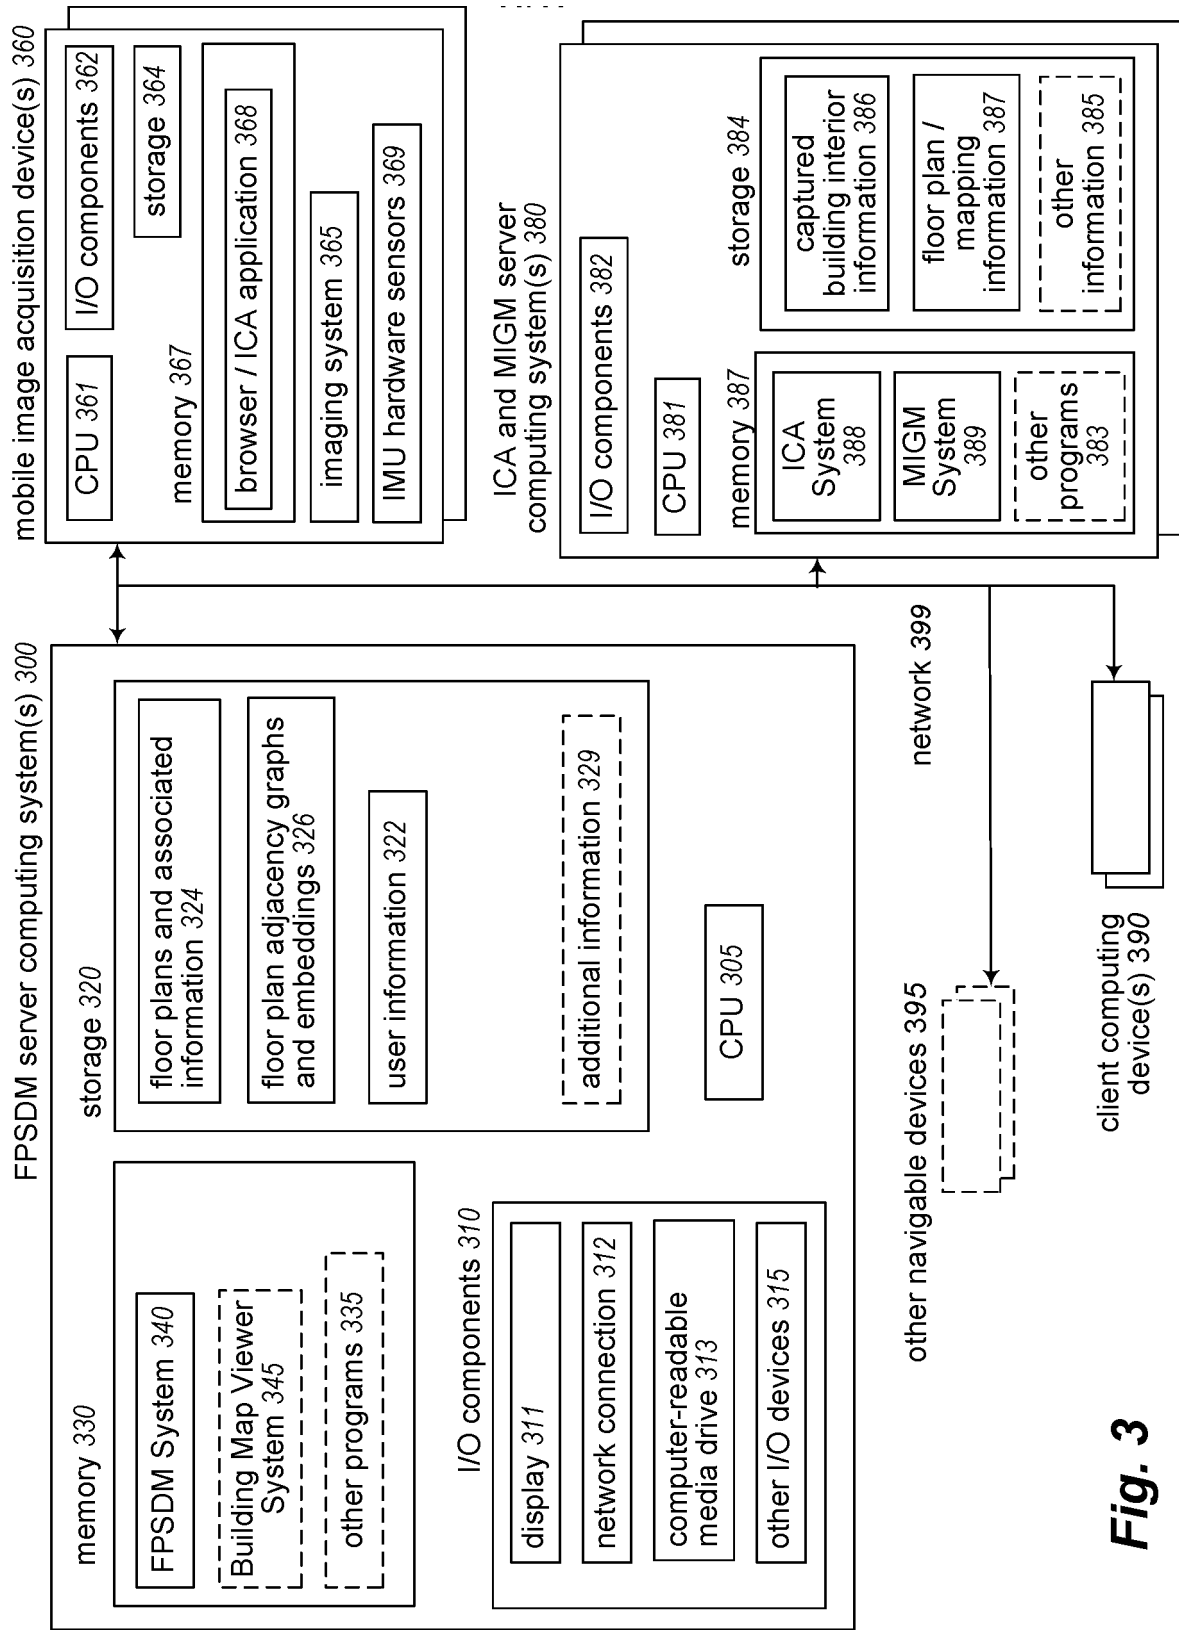 FPSDM server computing system(s) 300
memory 330
FPSDM System 340
Building Map Viewer
System 345
other programs 335
I/O components 310
display 311
network connection 312
computer-readable
media drive 313
other I/O devices 315
storage 320
floor plans and associated
information 324
floor plan adjacency graphs
and embeddings 326
user information 322
additional information 329
CPU 305
mobile image acquisition device(s) 360
CPU 361
I/O components 362
storage 364
memory 367
browser / ICA application 368
imaging system 365
IMU hardware sensors 369
ICA and MIGM server
computing system(s) 380
I/O components 382
CPU 381
memory 387
ICA
System
388
MIGM
System
389
other
programs
383
storage 384
captured
building interior
information 386
floor plan /
mapping
information 387
other
information 385
network 399
other navigable devices 395
client computing
device(s) 390
Fig. 3